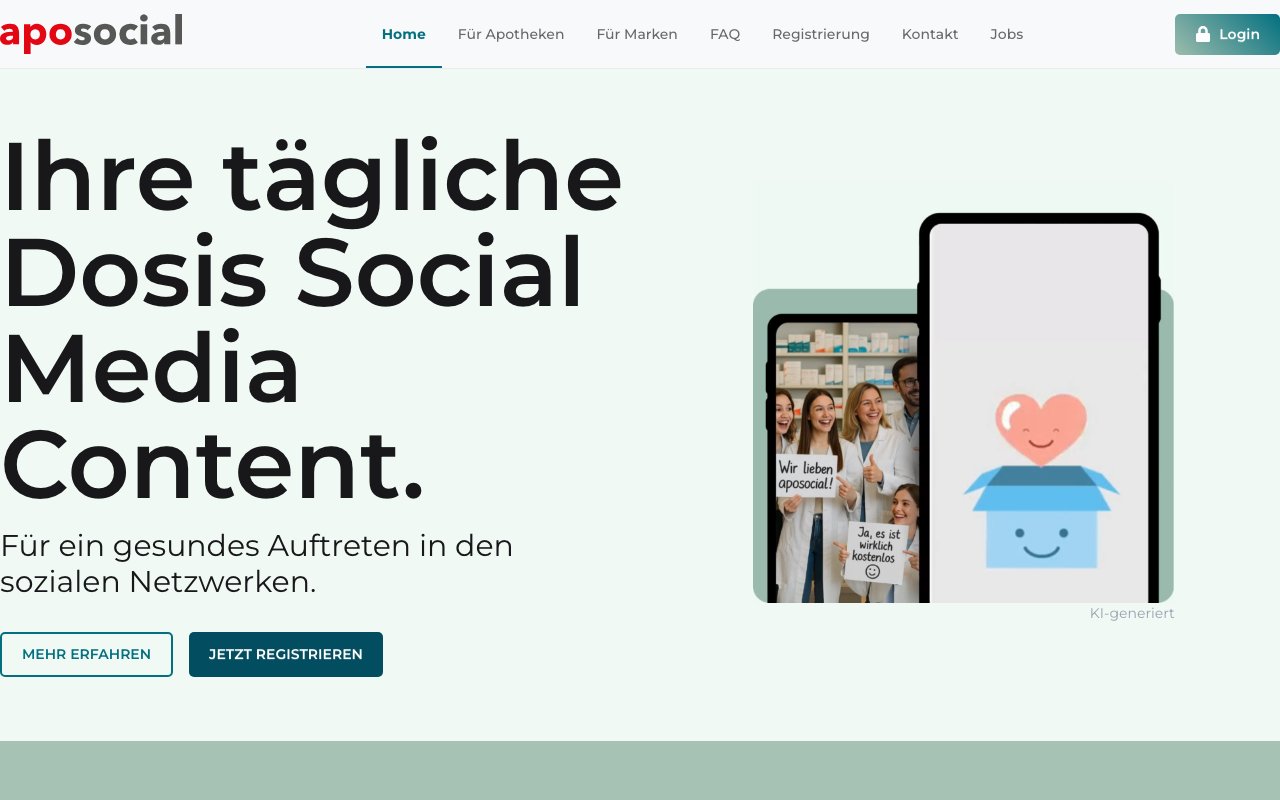 aposocial
Home
Für Apotheken
Für Marken
FAQ
Registrierung
Kontakt
Jobs
Login
Ihre tägliche
Dosis Social
Media
Content.
Für ein gesundes Auftreten in den
sozialen Netzwerken.
MEHR ERFAHREN
JETZT REGISTRIEREN
Wir lieben
aposocial!
Ja, es ist
wirklich
kostenlos
KI-generiert